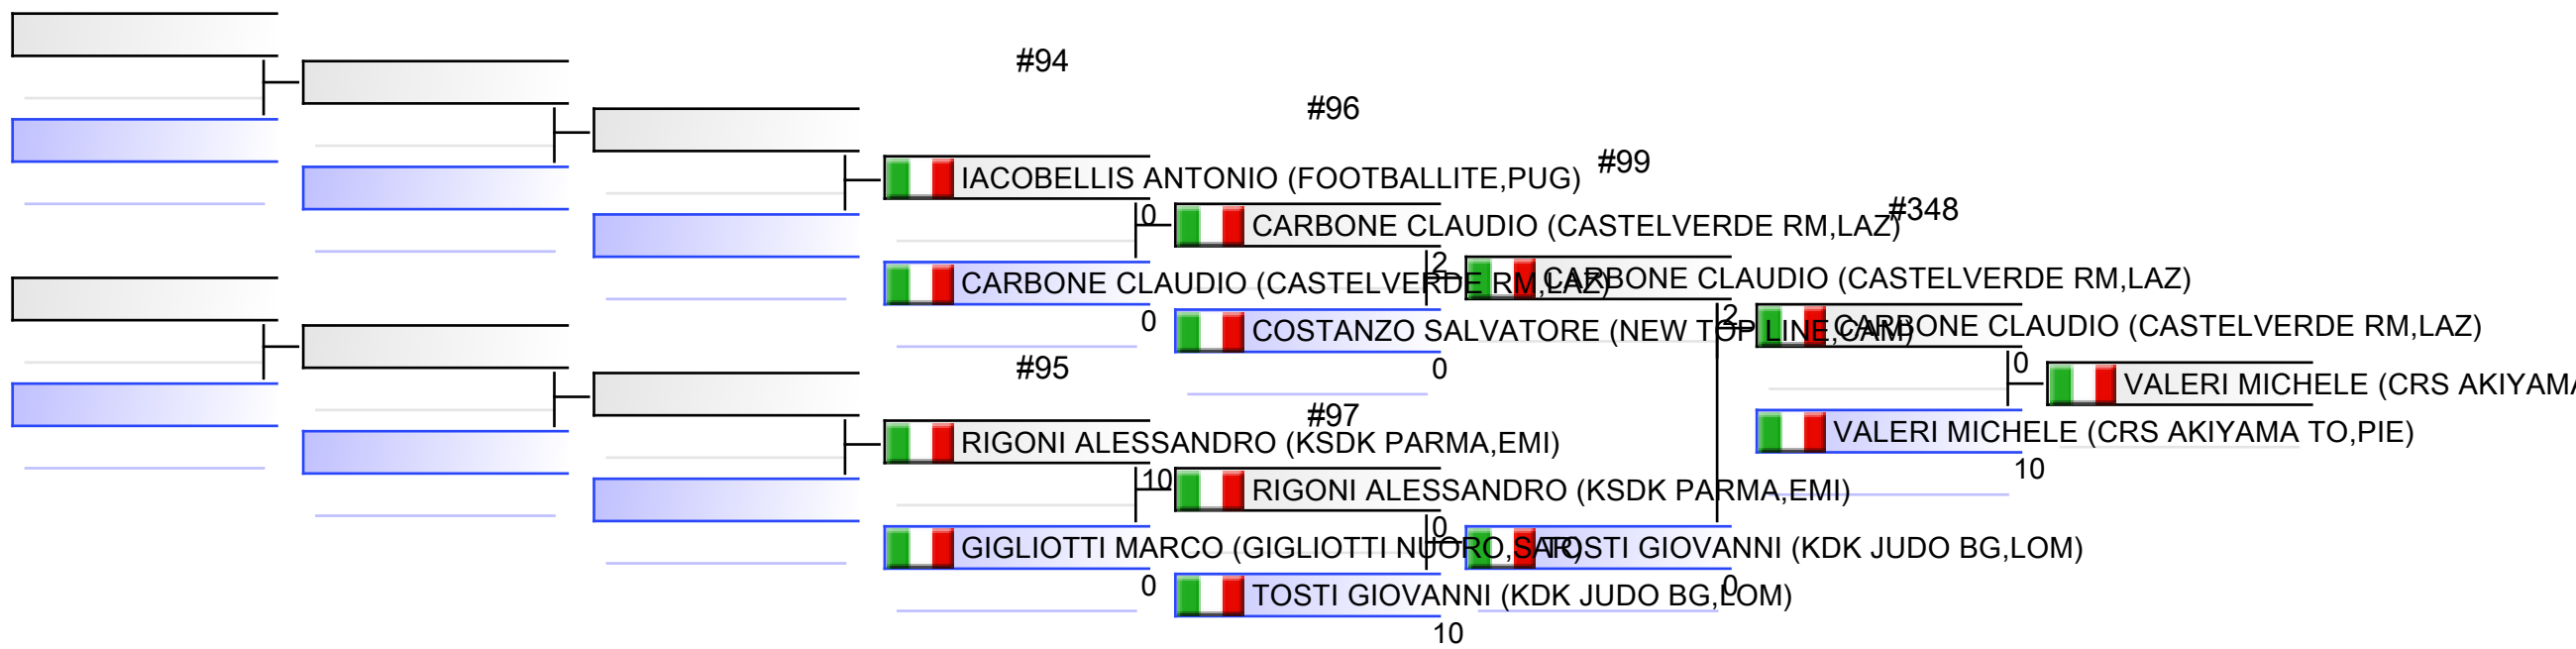 #94
#96
#99
IACOBELLIS ANTONIO (FOOTBALLITE,PUG)
#348
0
CARBONE CLAUDIO (CASTELVERDE RM,LAZ)
2
CARBONE CLAUDIO (CASTELVERDE RM,LAZ)
CARBONE CLAUDIO (CASTELVERDE RM,LAZ)
0
2
COSTANZO SALVATORE (NEW TOP LINE,CAM)
CARBONE CLAUDIO (CASTELVERDE RM,LAZ)
#95
0
0
VALERI MICHELE (CRS AKIYAMA
#97
RIGONI ALESSANDRO (KSDK PARMA,EMI)
VALERI MICHELE (CRS AKIYAMA TO,PIE)
10
10
RIGONI ALESSANDRO (KSDK PARMA,EMI)
0
GIGLIOTTI MARCO (GIGLIOTTI NUORO,SAR)
TOSTI GIOVANNI (KDK JUDO BG,LOM)
0
0
TOSTI GIOVANNI (KDK JUDO BG,LOM)
10